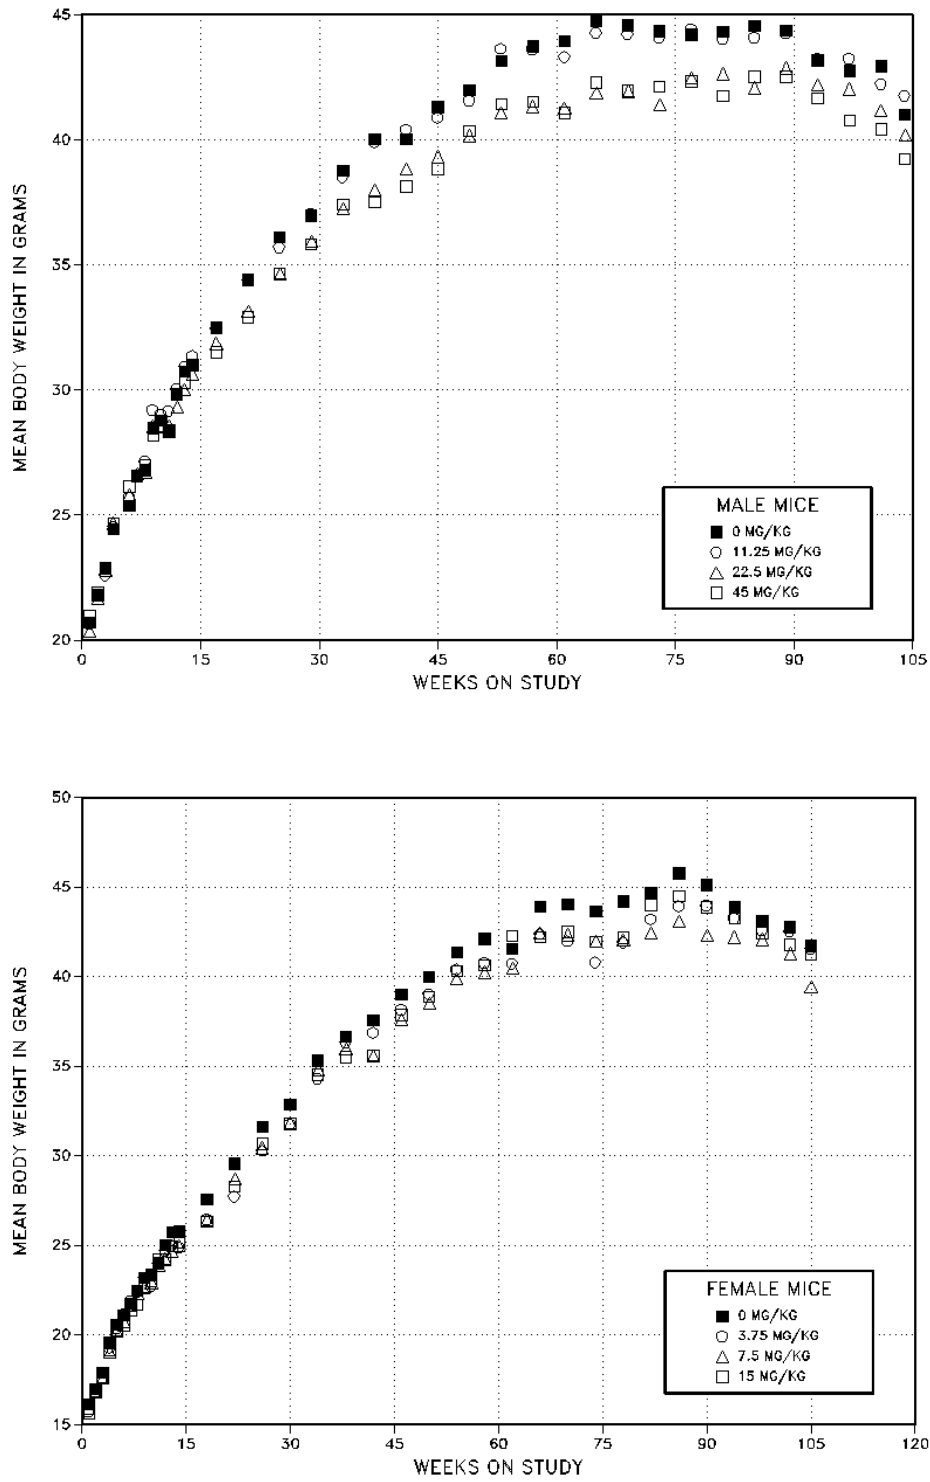 45
40
35
30
25
20
MEAN BODY WEIGHT IN GRAMS
MALE MICE
0 MG/KG
11.25 MG/KG
22.5 MG/KG
45 MG/KG
0 15 30 45 60 75 90 105
WEEKS ON STUDY
50
45
40
35
30
25
20
15
MEAN BODY WEIGHT IN GRAMS
FEMALE MICE
0 MG/KG
3.75 MG/KG
7.5 MG/KG
15 MG/KG
0 15 30 45 60 75 90 105 120
WEEKS ON STUDY